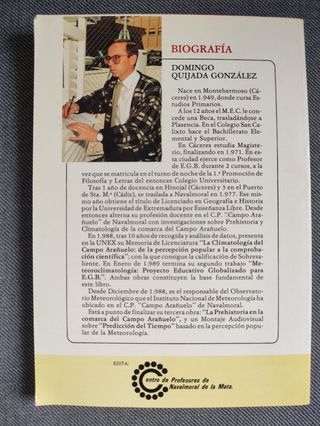 BIOGRAFÍA
DOMINGO
QUIJADA GONZÁLEZ
Nace en Montehermoso (Cá-
ceres) en 1.949, donde cursa Es-
tudios Primarios.
A los 12 años el M.E.C. le con-
cede una Beca, trasladándose a
Plasencia. En el Colegio San Ca-
lixto hace el Bachillerato Ele-
mental y Superior.
En Cáceres estudia Magiste-
rio, finalizando en 1.971. En es-
ta ciudad ejerce como Profesor
de E.G.B. durante 2 cursos, a la
vez que se matricula en el turno de noche de la 1.ª Promoción de
Filosofía y Letras del entonces Colegio Universitario.
Tras 1 año de docencia en Hinojal (Cáceres) y 3 en el Puerto
de Sta. Mª (Cádiz), se traslada a Navalmoral en 1.977. Ese mis-
mo año obtiene el título de Licenciado en Geografía e Historia
por la Universidad de Extremadura por Enseñanza Libre. Desde
entonces alterna su profesión docente en el C.P. "Campo Ara-
ñuelo" de Navalmoral con investigaciones sobre Prehistoria y
Climatología de la comarca del Campo Arañuelo.
En 1.988, tras 10 años de recogida y análisis de datos, presenta
en la UNEX su Memoria de Licenciatura "La Climatología del
Campo Arañuelo: de la percepción popular a la comproba-
ción científica"; con la que consigue la calificación de Sobresa-
liente. En Enero de 1.989 termina su segundo trabajo "Me-
teoroclimatología: Proyecto Educativo Globalizado para
E.G.B.". Ambas obras constituyen la base fundamental de
este libro.
Desde Diciembre de 1.988, es el responsable del Observato-
rio Meteorológico que el Instituto Nacional de Meteorología ha
ubicado en el C.P. "Campo Arañuelo" de Navalmoral.
Está a punto de finalizar su tercera obra: "La Prehistoria en la
comarca del Campo Arañuelo", y un Montaje Audiovisual
sobre "Predicción del Tiempo" basado en la percepción popu-
lar de la Meteorología.
EDITA:
Centro de Profesores de
Navalmoral de la Mata.